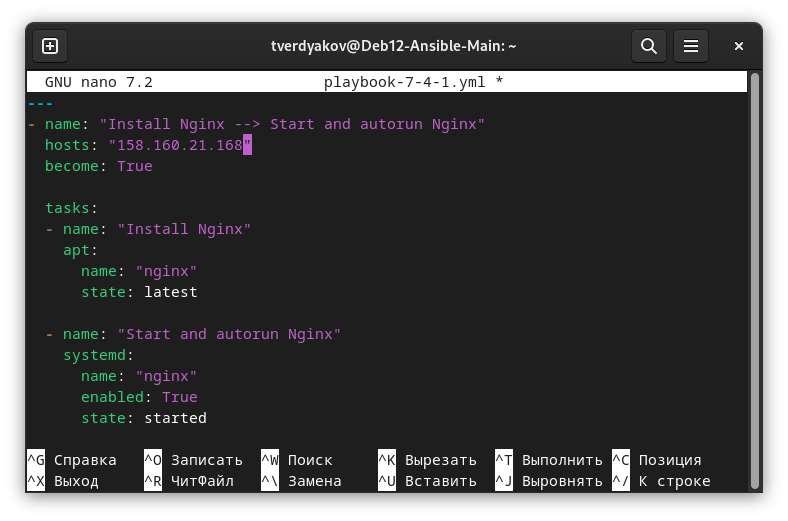 tverdyakov@Deb12-Ansible-Main: ~
GNU nano 7.2 playbook-7-4-1.yml *
---
- name: "Install Nginx --> Start and autorun Nginx"
  hosts: "158.160.21.168"
  become: True

  tasks:
  - name: "Install Nginx"
    apt:
      name: "nginx"
      state: latest

  - name: "Start and autorun Nginx"
    systemd:
      name: "nginx"
      enabled: True
      state: started

^G Справка ^O Записать ^W Поиск ^K Вырезать ^T Выполнить ^C Позиция
^X Выход ^R ЧитФайл ^\ Замена ^U Вставить ^J Выровнять ^/ К строке